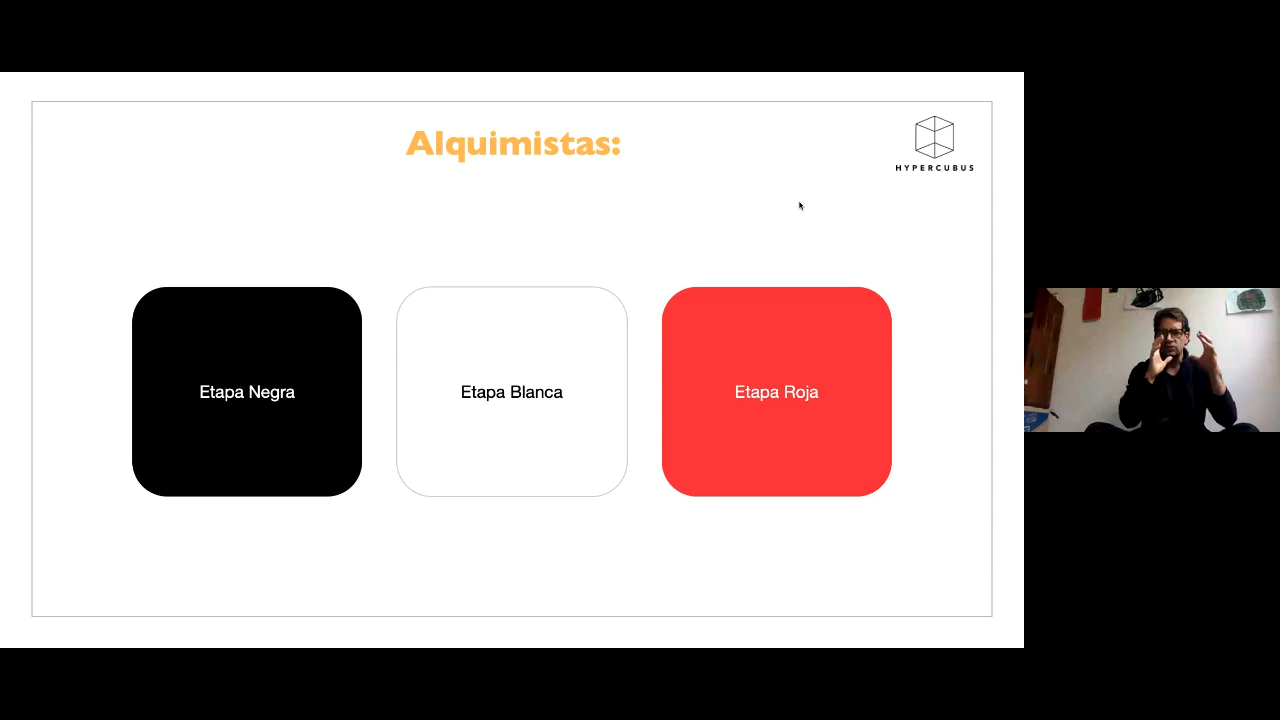 Alquimistas:
HYPERCUBUS
Etapa Negra
Etapa Blanca
Etapa Roja